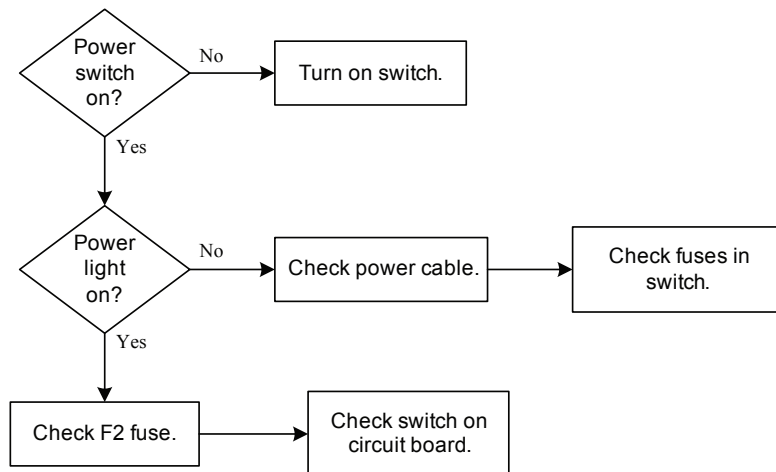 Power
switch
on?
No
Turn on switch.
Yes
Power
light
on?
No
Check power cable.
Check fuses in
switch.
Yes
Check F2 fuse.
Check switch on
circuit board.